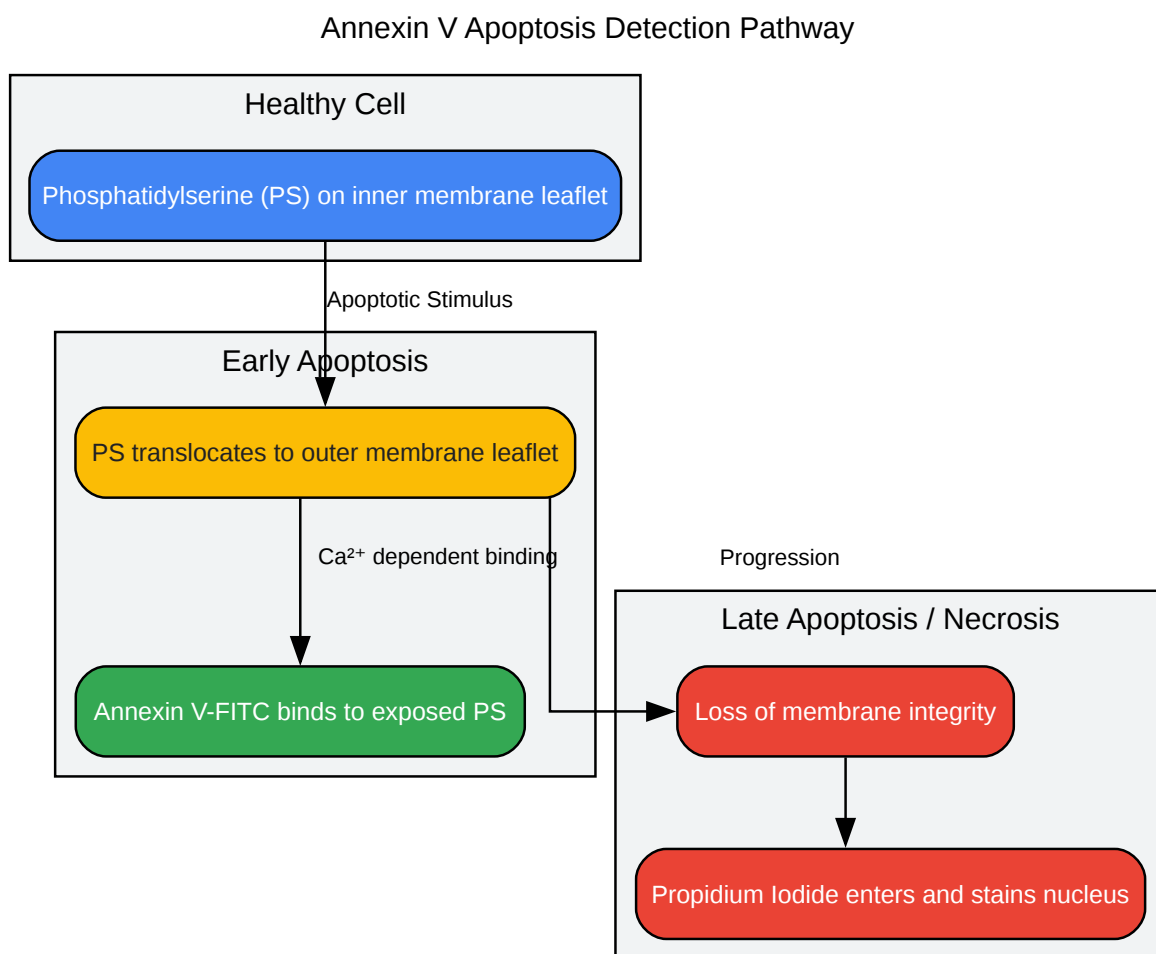 Annexin V Apoptosis Detection Pathway
Healthy Cell
Phosphatidylserine (PS) on inner membrane leaflet
Apoptotic Stimulus
Early Apoptosis
PS translocates to outer membrane leaflet
Ca²⁺ dependent binding
Annexin V-FITC binds to exposed PS
Progression
Late Apoptosis / Necrosis
Loss of membrane integrity
Propidium Iodide enters and stains nucleus